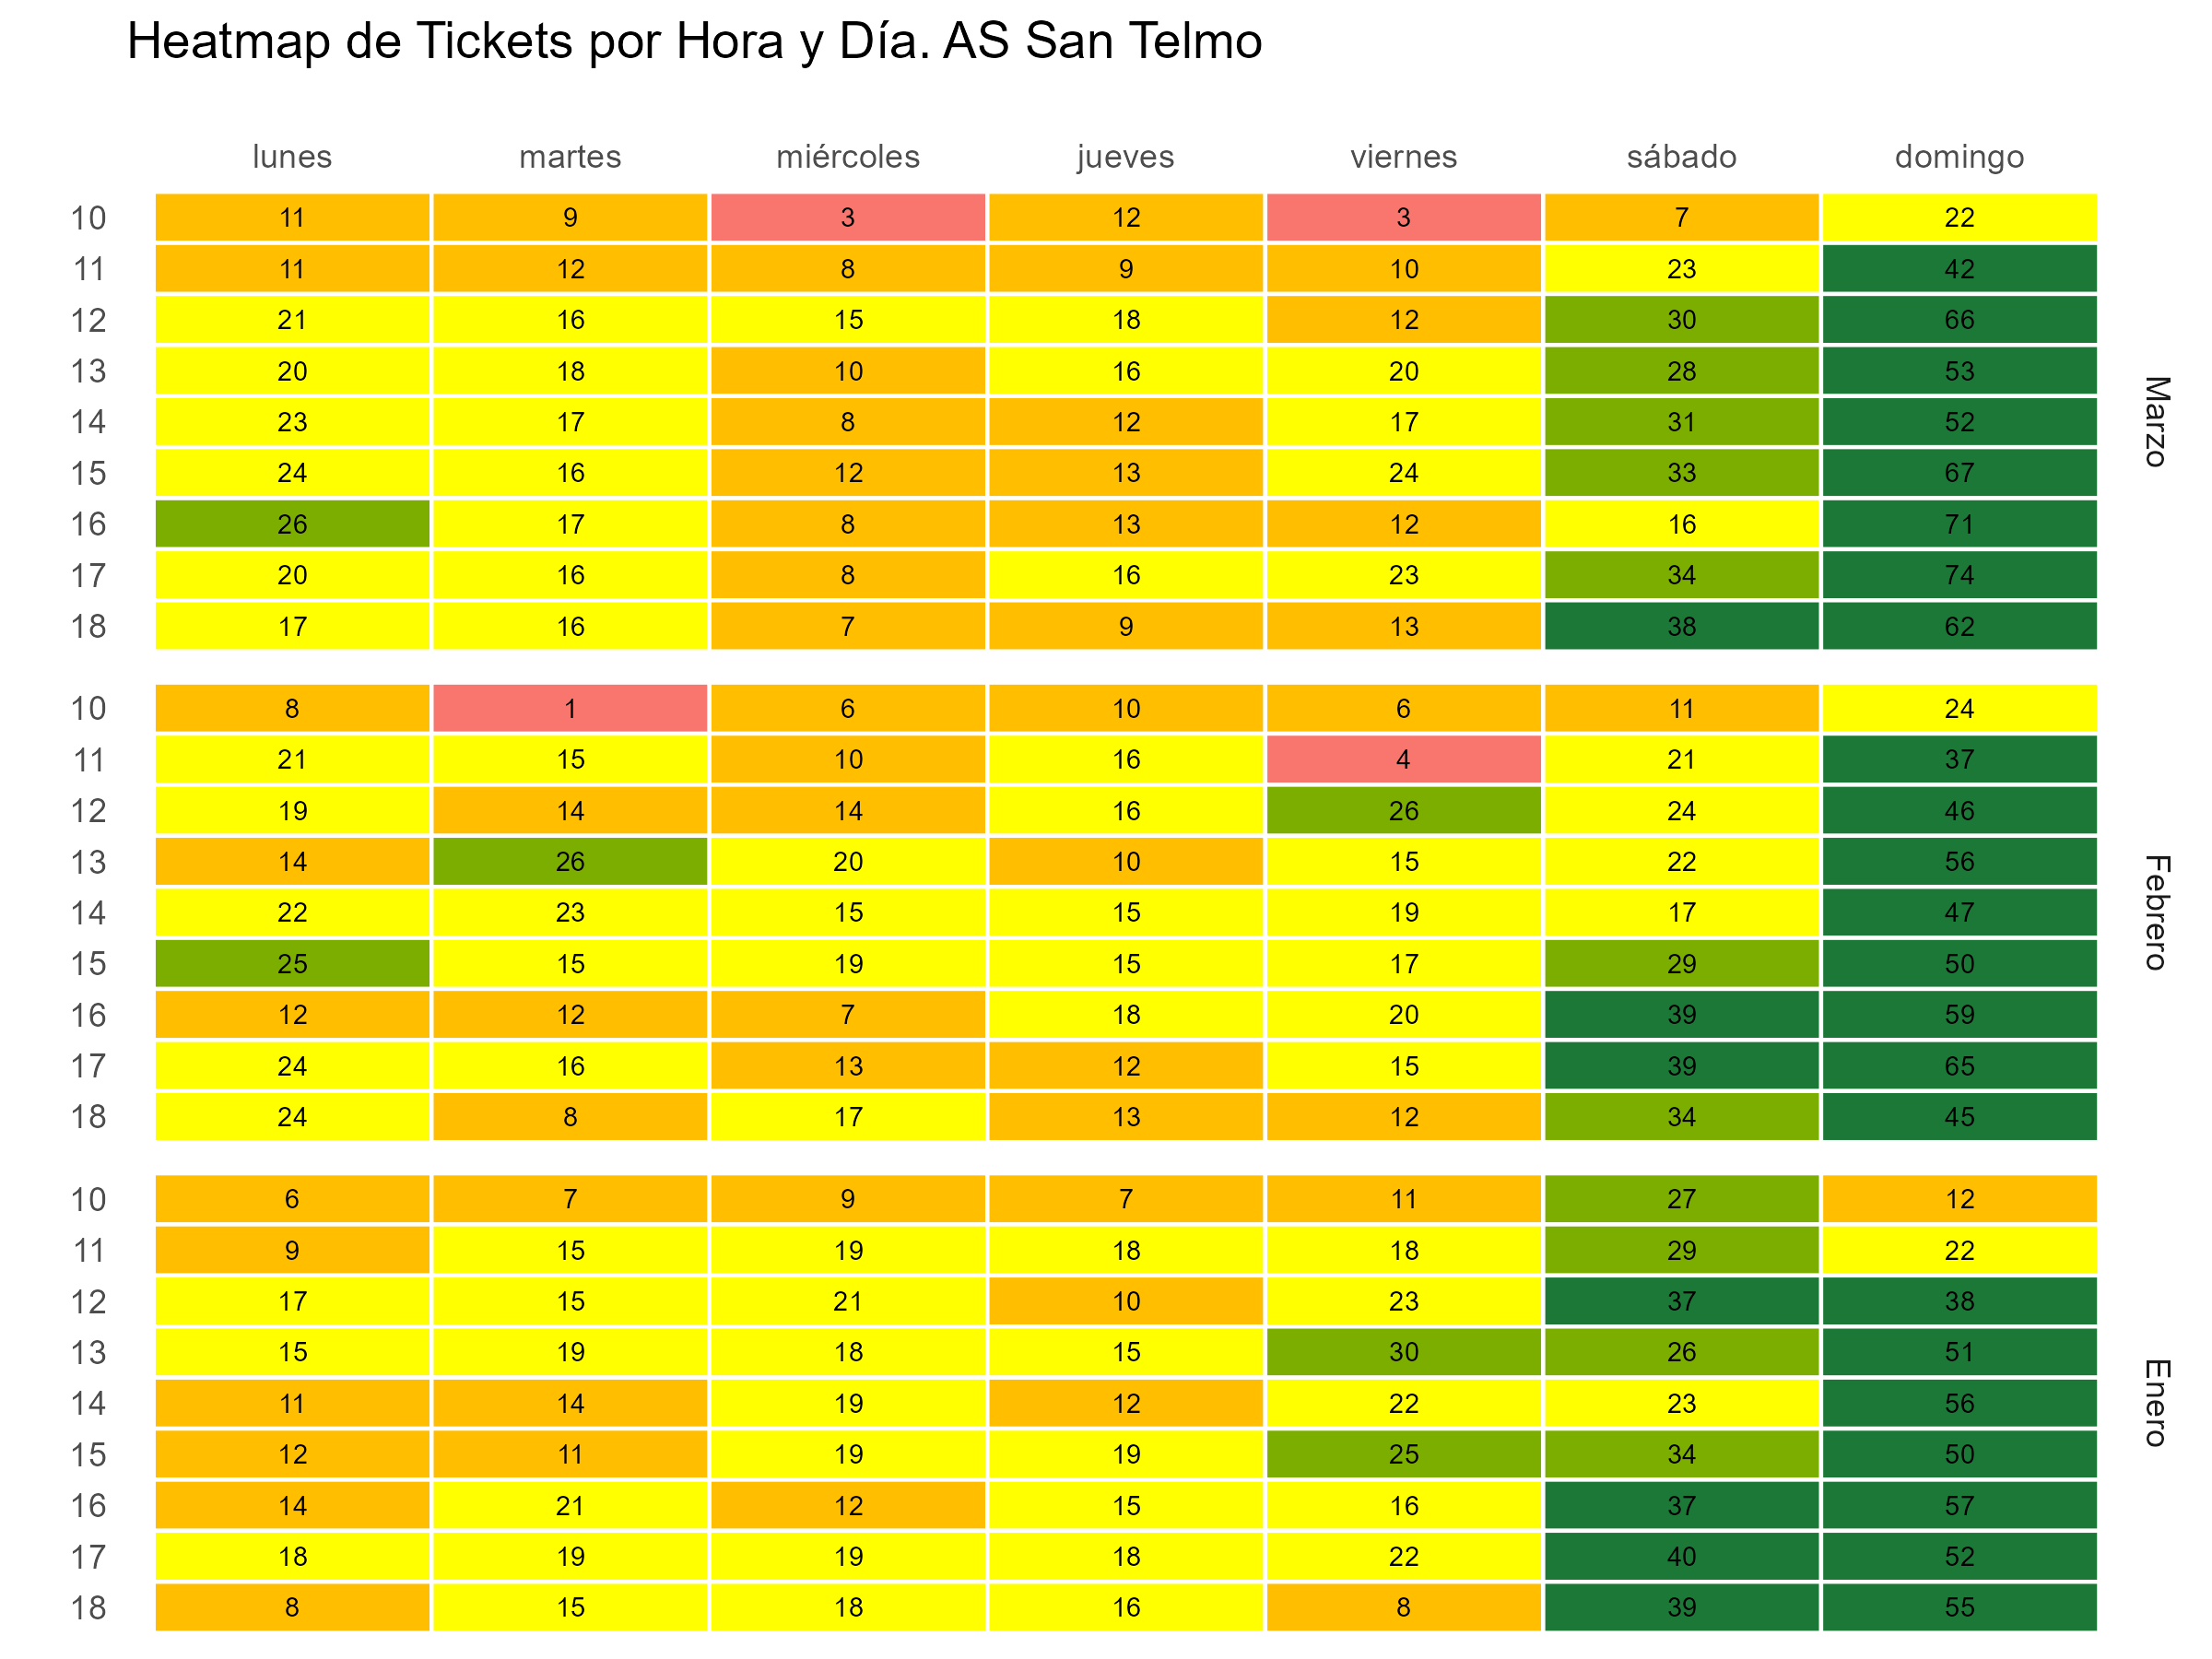 Heatmap de Tickets por Hora y Día. AS San Telmo
lunes martes miércoles jueves viernes sábado domingo
10 11 9 3 12 3 7 22
11 11 12 8 9 10 23 42
12 21 16 15 18 12 30 66
13 20 18 10 16 20 28 53
14 23 17 8 12 17 31 52
15 24 16 12 13 24 33 67
16 26 17 8 13 12 16 71
17 20 16 8 16 23 34 74
18 17 16 7 9 13 38 62
Marzo
10 8 1 6 10 6 11 24
11 21 15 10 16 4 21 37
12 19 14 14 16 26 24 46
13 14 26 20 10 15 22 56
14 22 23 15 15 19 17 47
15 25 15 19 15 17 29 50
16 12 12 7 18 20 39 59
17 24 16 13 12 15 39 65
18 24 8 17 13 12 34 45
Febrero
10 6 7 9 7 11 27 12
11 9 15 19 18 18 29 22
12 17 15 21 10 23 37 38
13 15 19 18 15 30 26 51
14 11 14 19 12 22 23 56
15 12 11 19 19 25 34 50
16 14 21 12 15 16 37 57
17 18 19 19 18 22 40 52
18 8 15 18 16 8 39 55
Enero